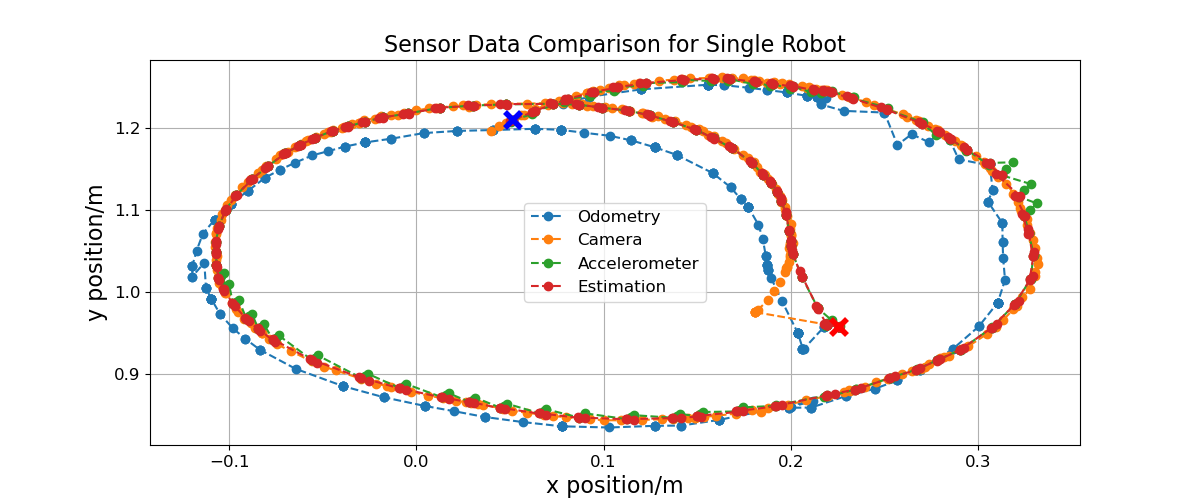 Sensor Data Comparison for Single Robot
y position/m
1.2
1.1
1.0
0.9
Odometry
Camera
Accelerometer
Estimation
−0.1 0.0 0.1 0.2 0.3
x position/m